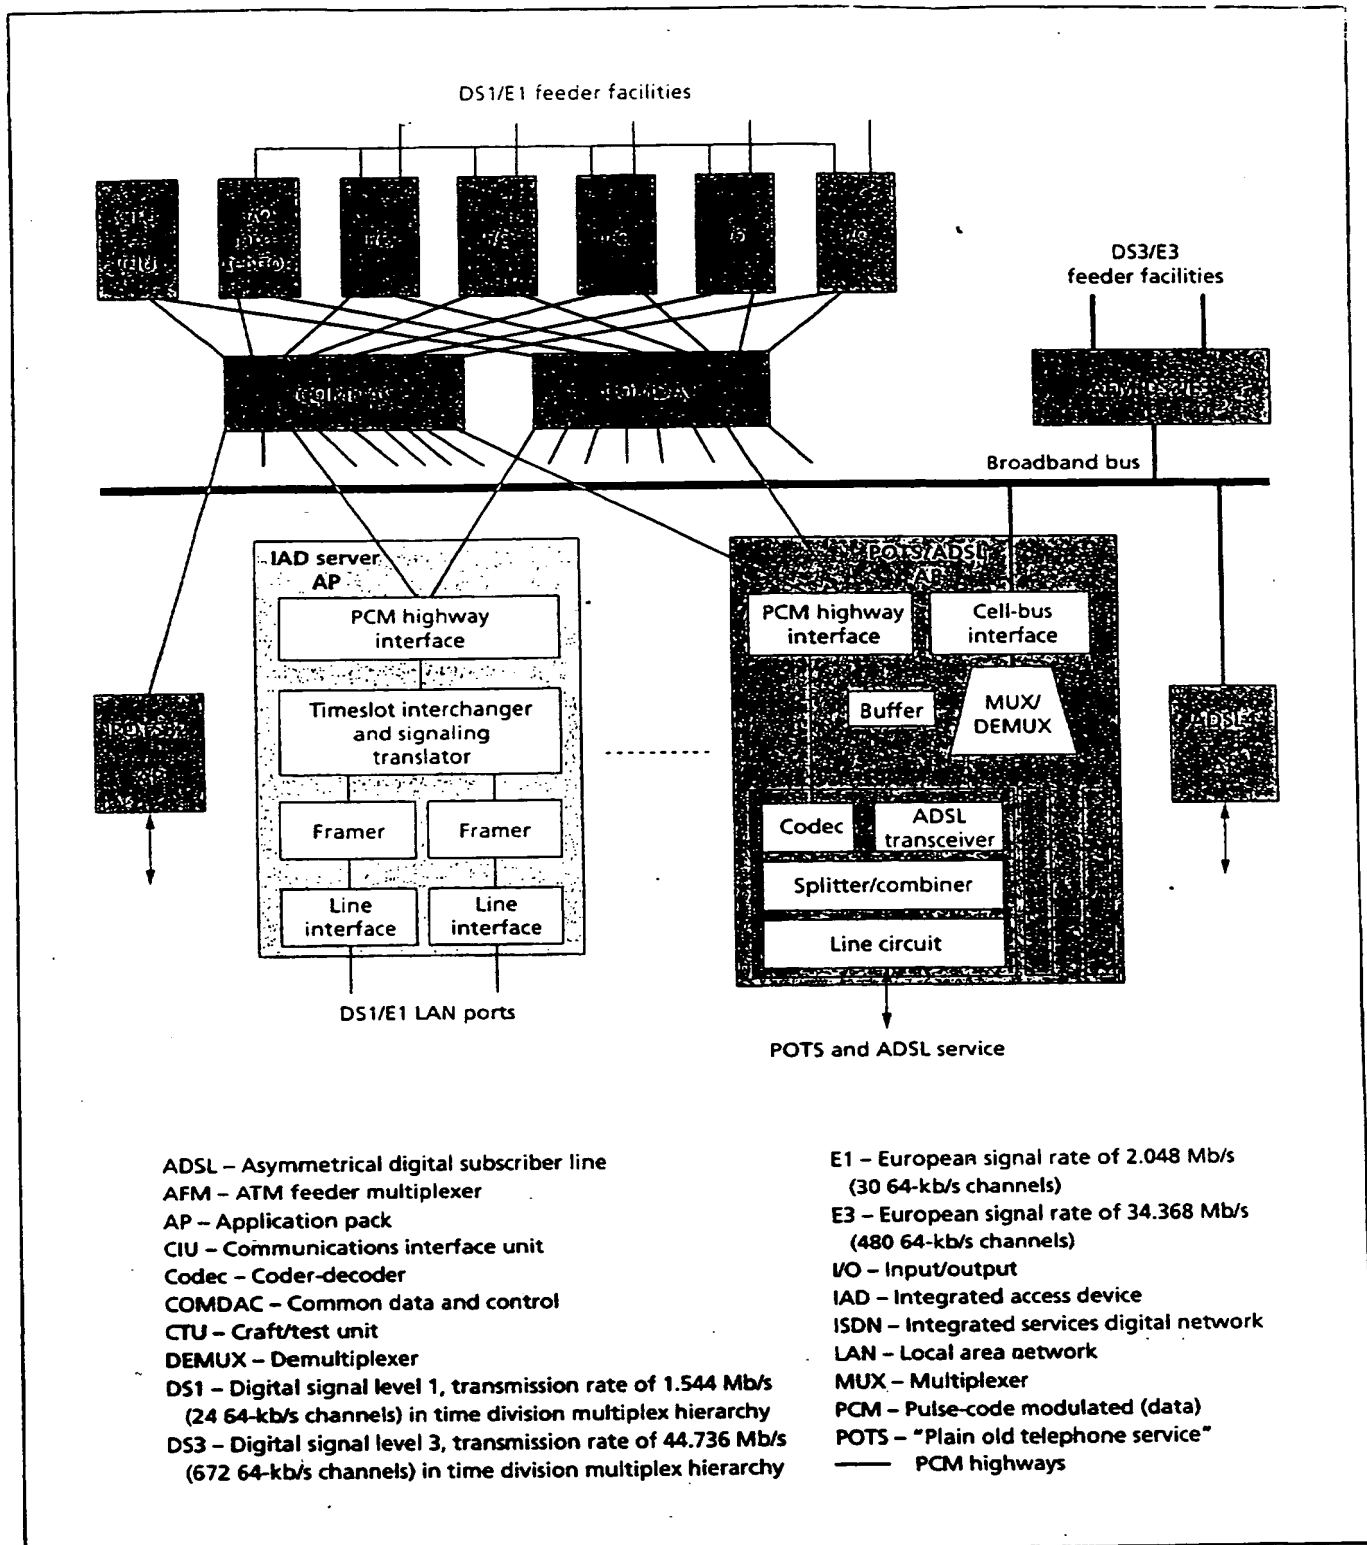 DS1/E1 feeder facilities
I/O
I/O
DS3/E3
feeder facilities
COMDAC
COMDAC
Broadband bus
IAD server
AP
PCM highway
interface
Timeslot interchanger
and signaling
translator
Framer
Framer
Line
interface
Line
interface
DS1/E1 LAN ports
POTS/ADSL
AP
PCM highway
interface
Cell-bus
interface
Buffer
MUX/
DEMUX
Codec
ADSL
transceiver
Splitter/combiner
Line circuit
POTS and ADSL service
ADSL
ADSL – Asymmetrical digital subscriber line
AFM – ATM feeder multiplexer
AP – Application pack
CIU – Communications interface unit
Codec – Coder-decoder
COMDAC – Common data and control
CTU – Craft/test unit
DEMUX – Demultiplexer
DS1 – Digital signal level 1, transmission rate of 1.544 Mb/s
(24 64-kb/s channels) in time division multiplex hierarchy
DS3 – Digital signal level 3, transmission rate of 44.736 Mb/s
(672 64-kb/s channels) in time division multiplex hierarchy
E1 – European signal rate of 2.048 Mb/s
(30 64-kb/s channels)
E3 – European signal rate of 34.368 Mb/s
(480 64-kb/s channels)
I/O – Input/output
IAD – Integrated access device
ISDN – Integrated services digital network
LAN – Local area network
MUX – Multiplexer
PCM – Pulse-code modulated (data)
POTS – "Plain old telephone service"
PCM highways